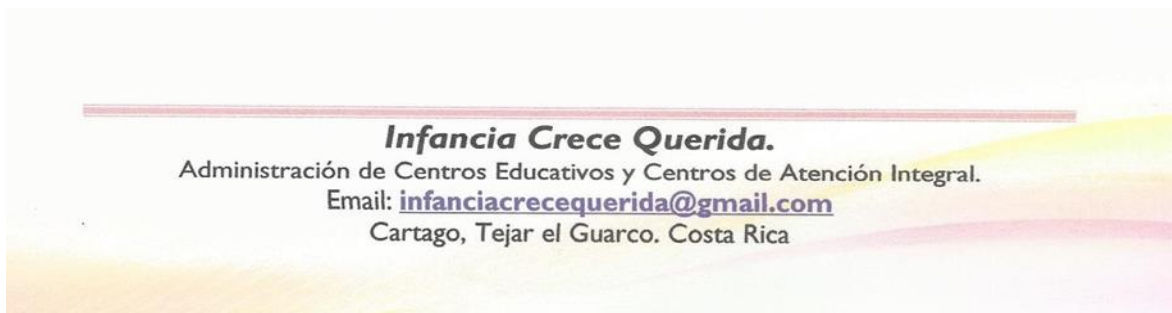 Infancia Crece Querida.
Administración de Centros Educativos y Centros de Atención Integral.
Email: infanciacrecequerida@gmail.com
Cartago, Tejar el Guarco. Costa Rica